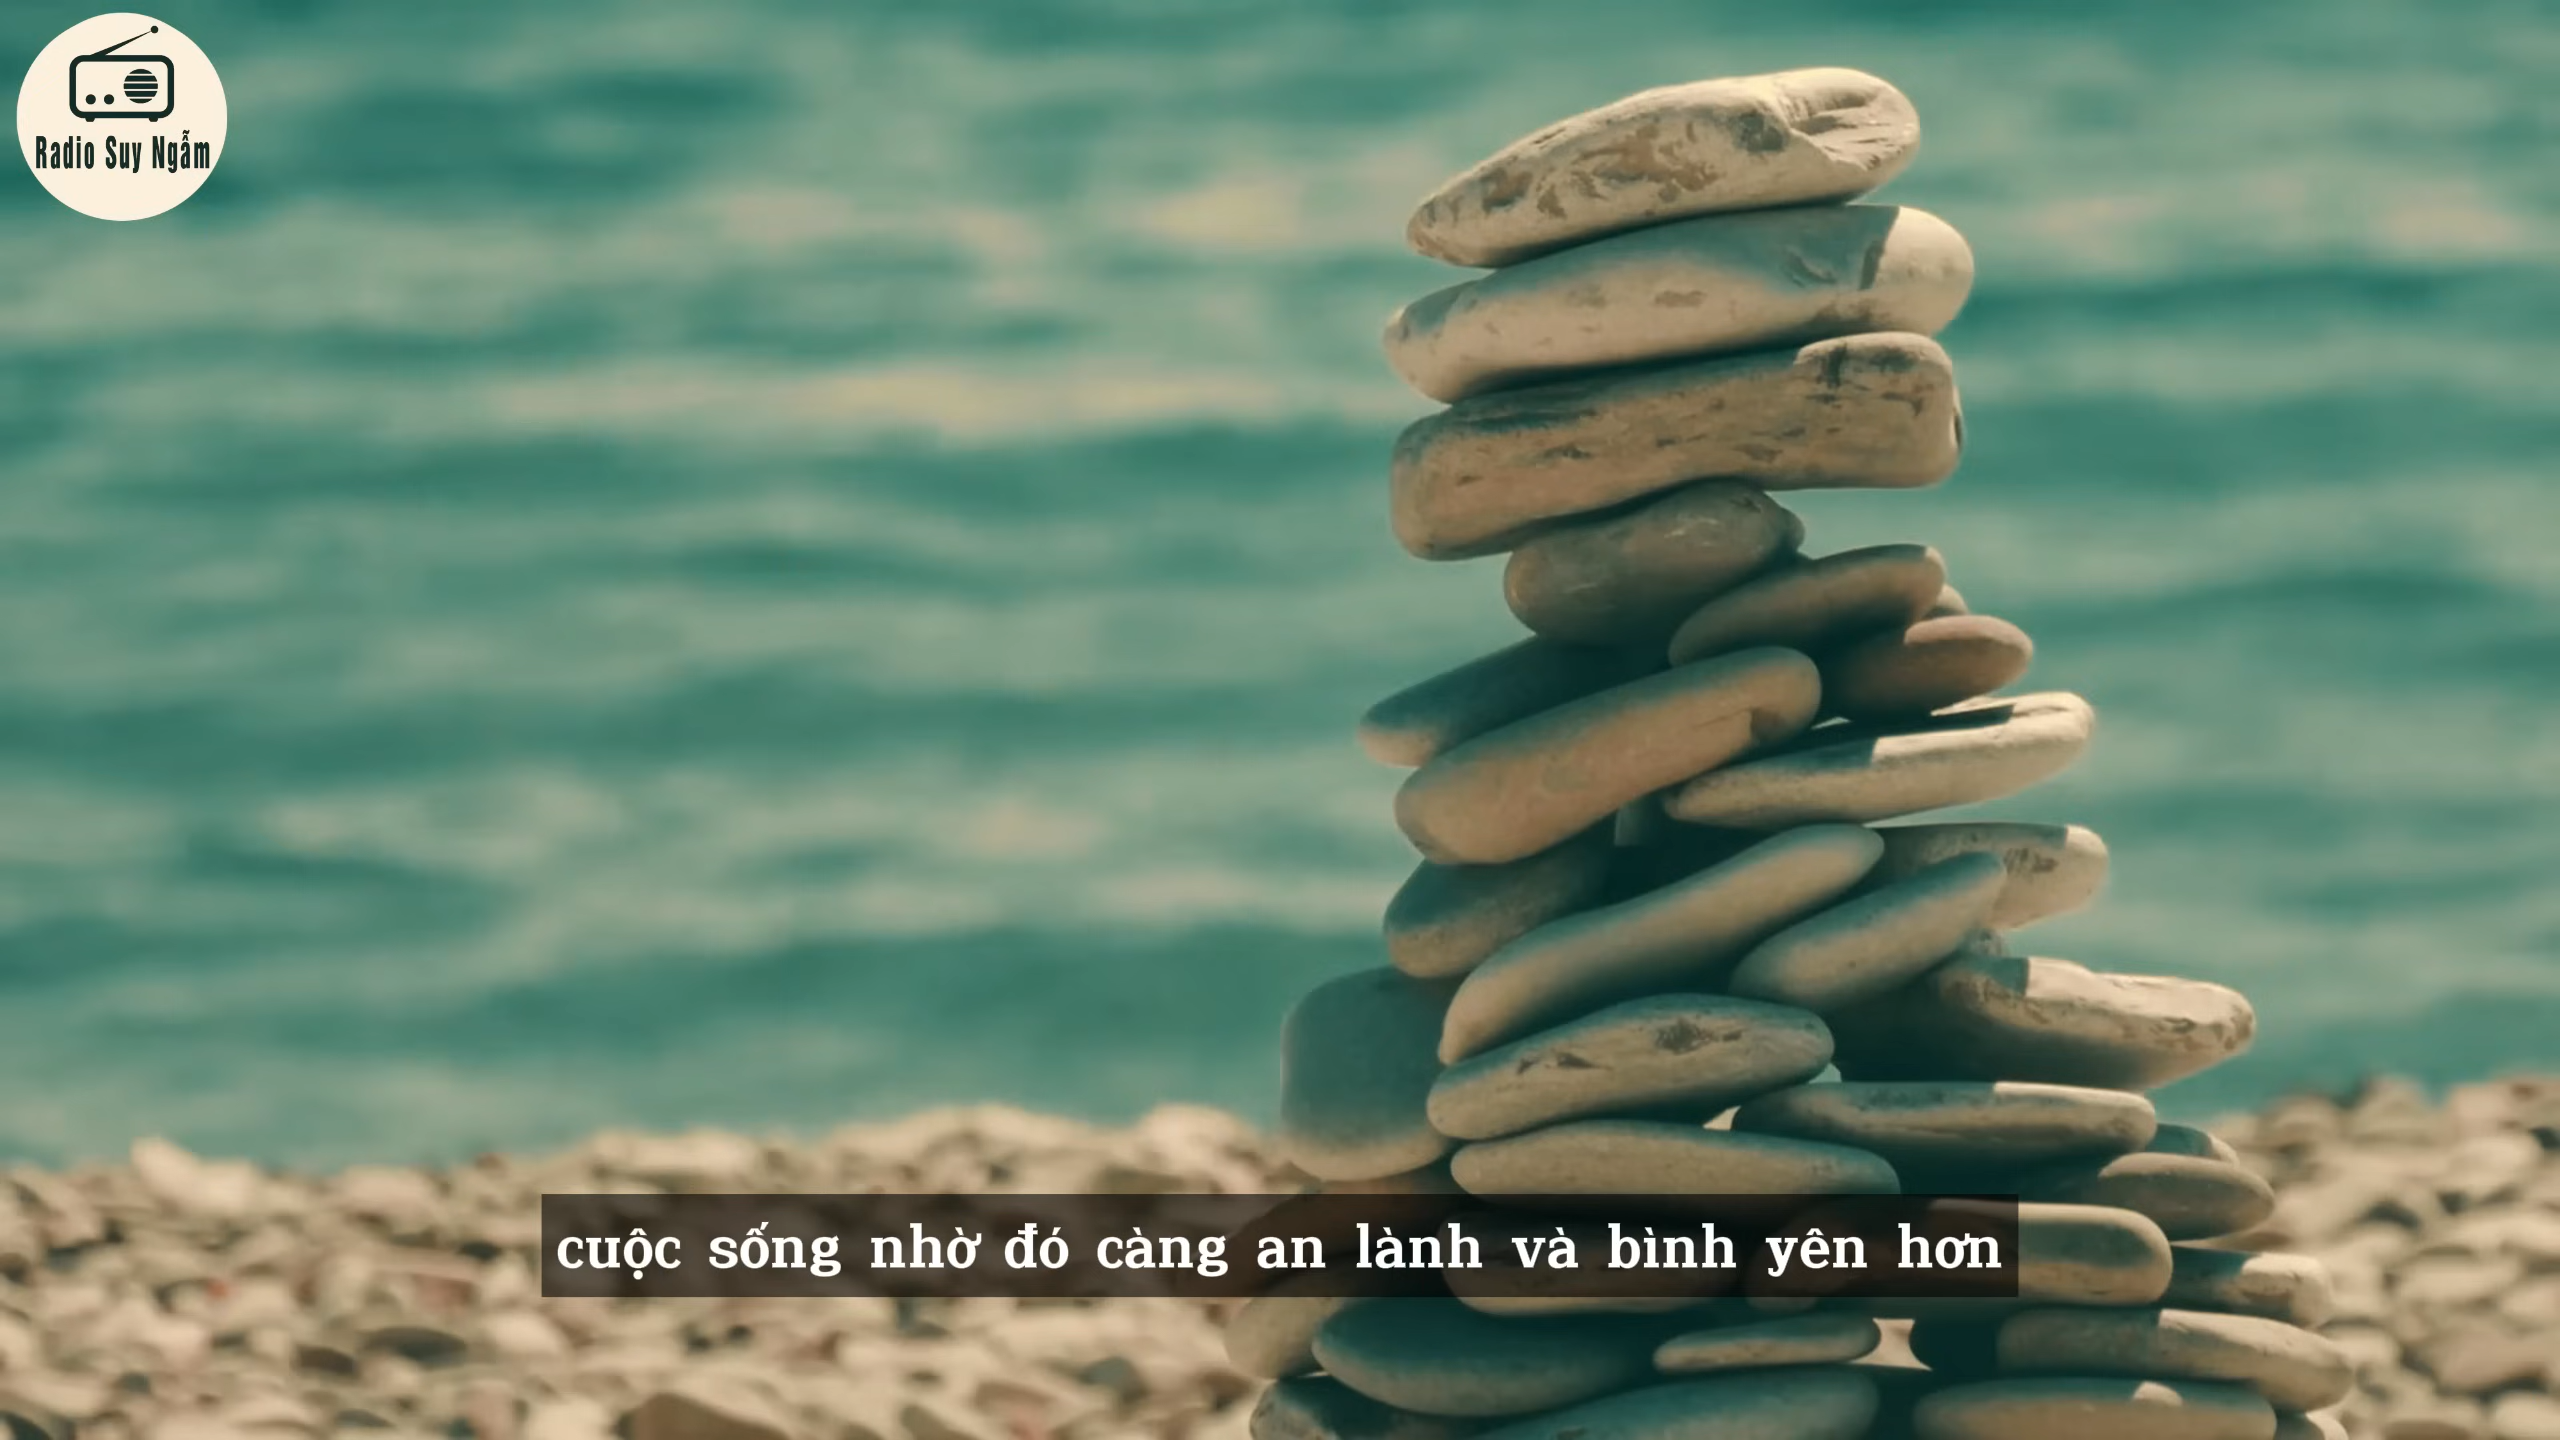 Radio Suy Ngẫm
cuộc sống nhờ đó càng an lành và bình yên hơn